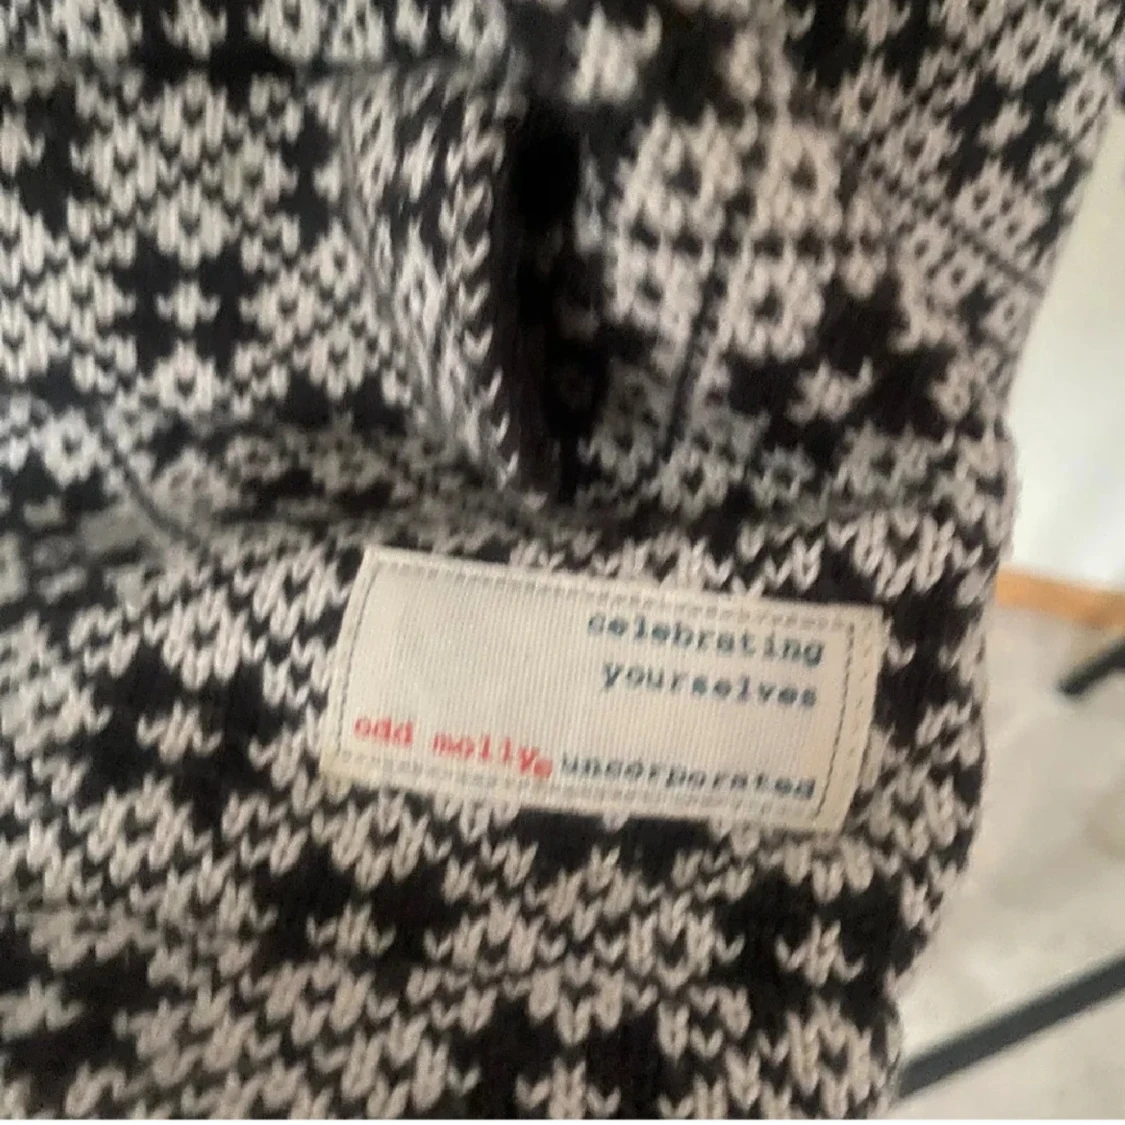 celebrating
yourselves
odd molly® uncorporated